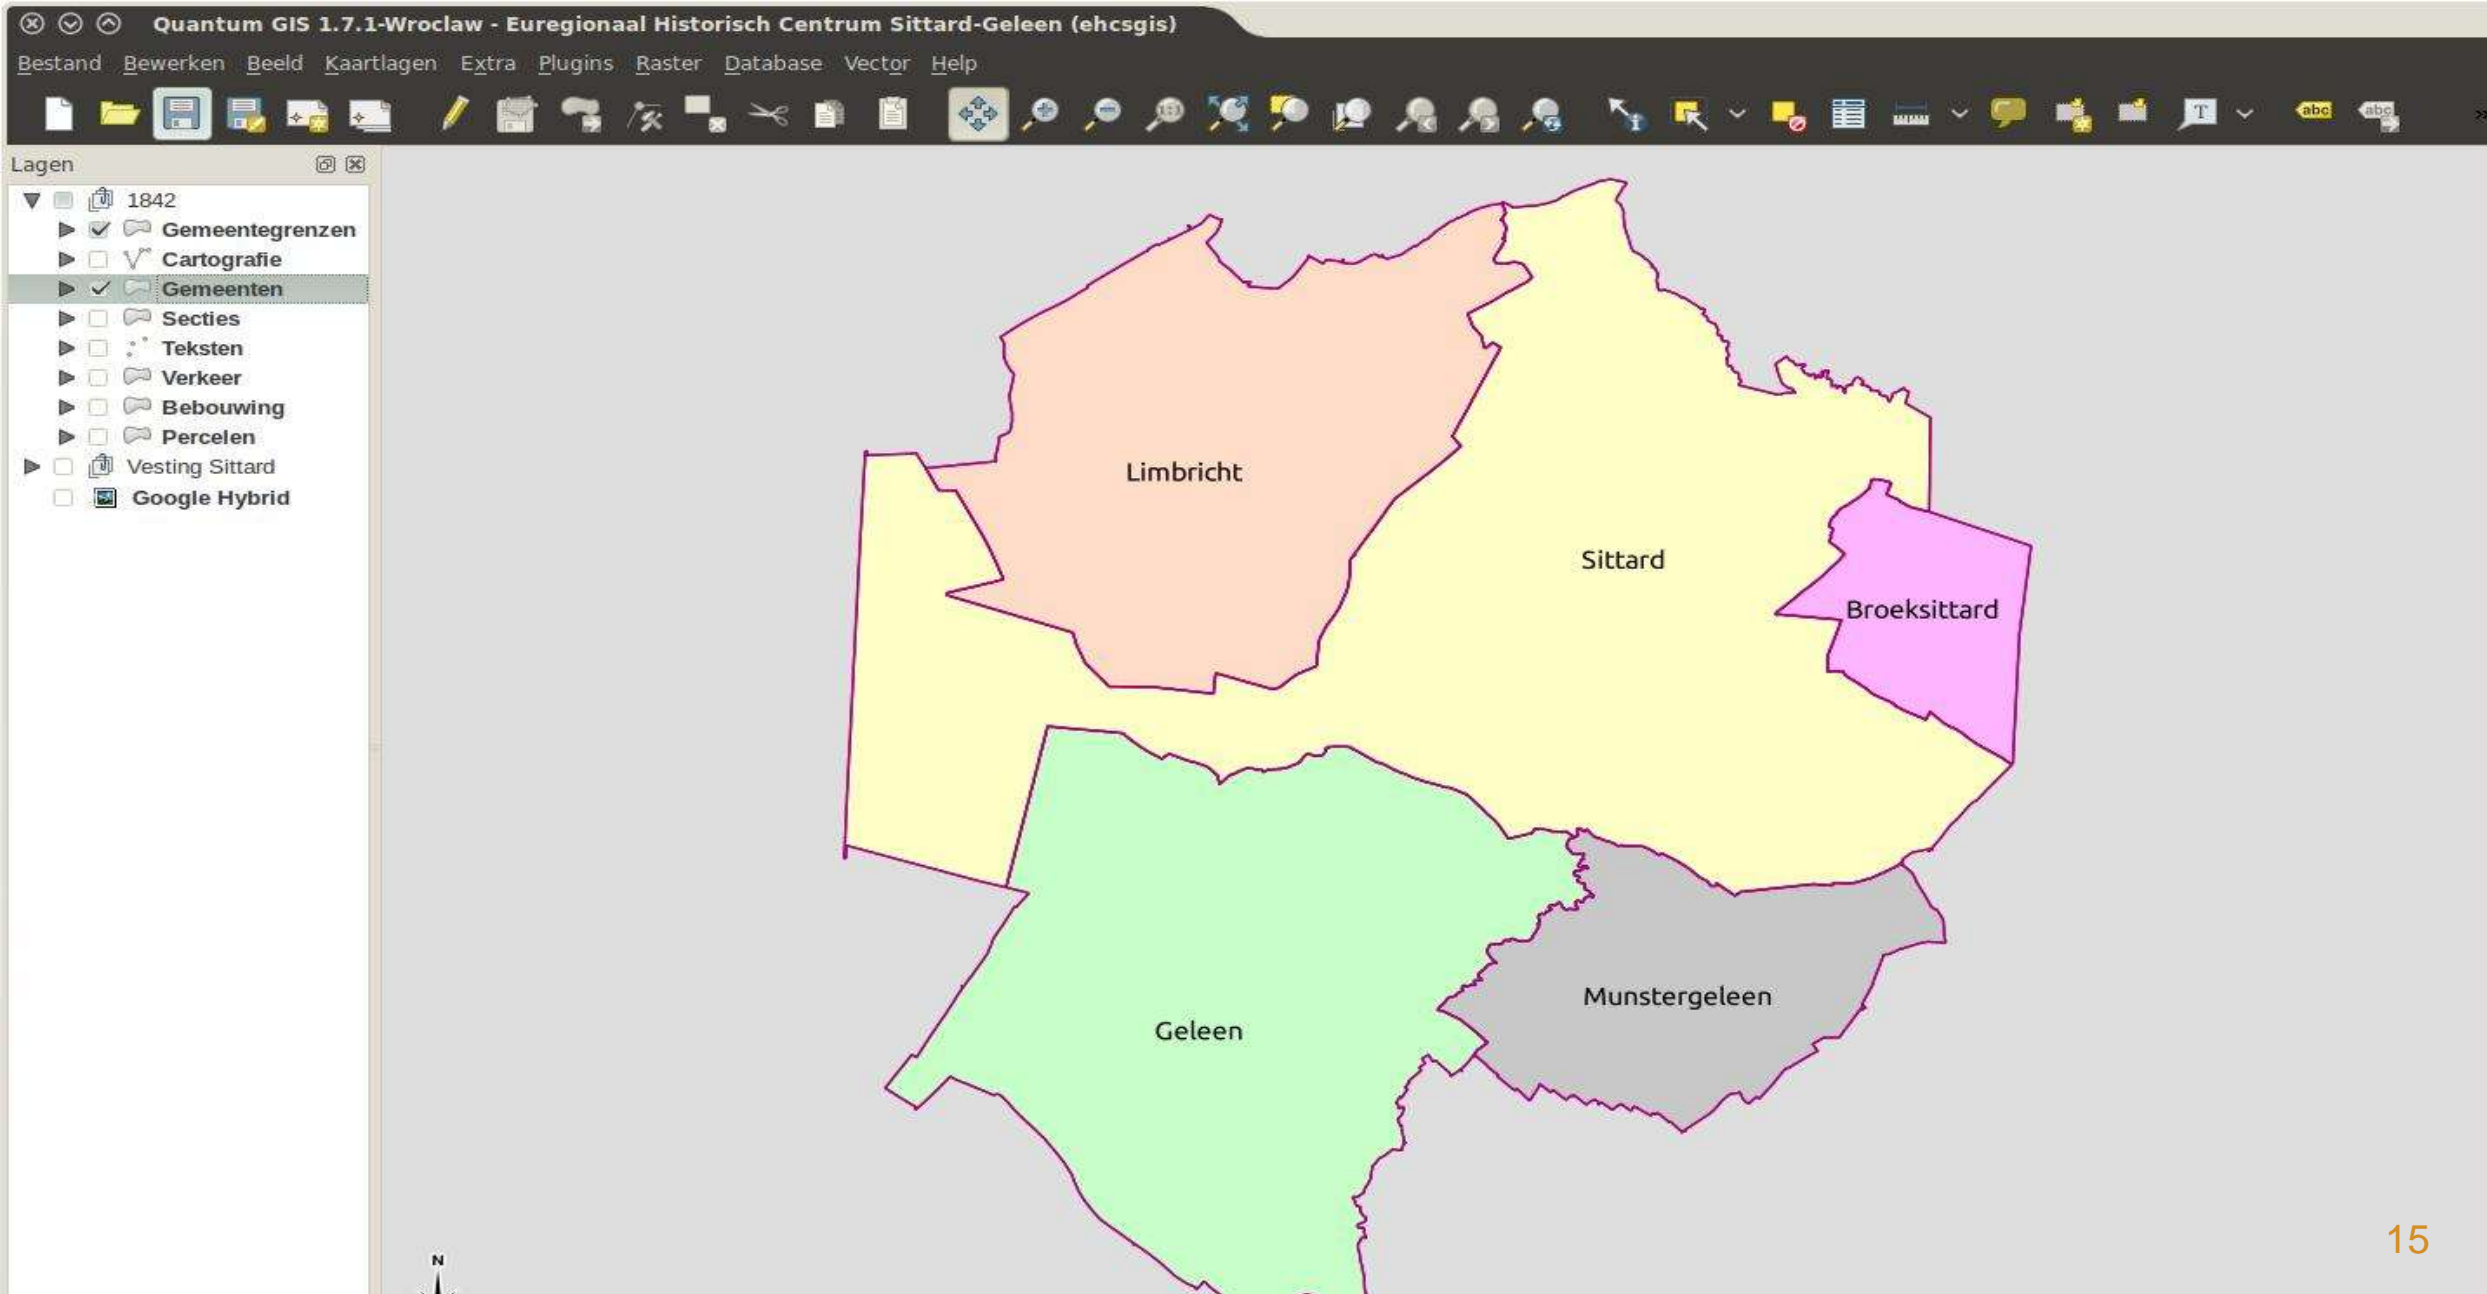 Quantum GIS 1.7.1-Wroclaw - Euregionaal Historisch Centrum Sittard-Geleen (ehcsgis)
Bestand Bewerken Beeld Kaartlagen Extra Plugins Raster Database Vector Help
T abc abc
Lagen
1842
Gemeentegrenzen
Cartografie
Gemeenten
Secties
Teksten
Verkeer
Bebouwing
Percelen
Vesting Sittard
Google Hybrid
Limbricht
Sittard
Broeksittard
Munstergeleen
Geleen
N
15